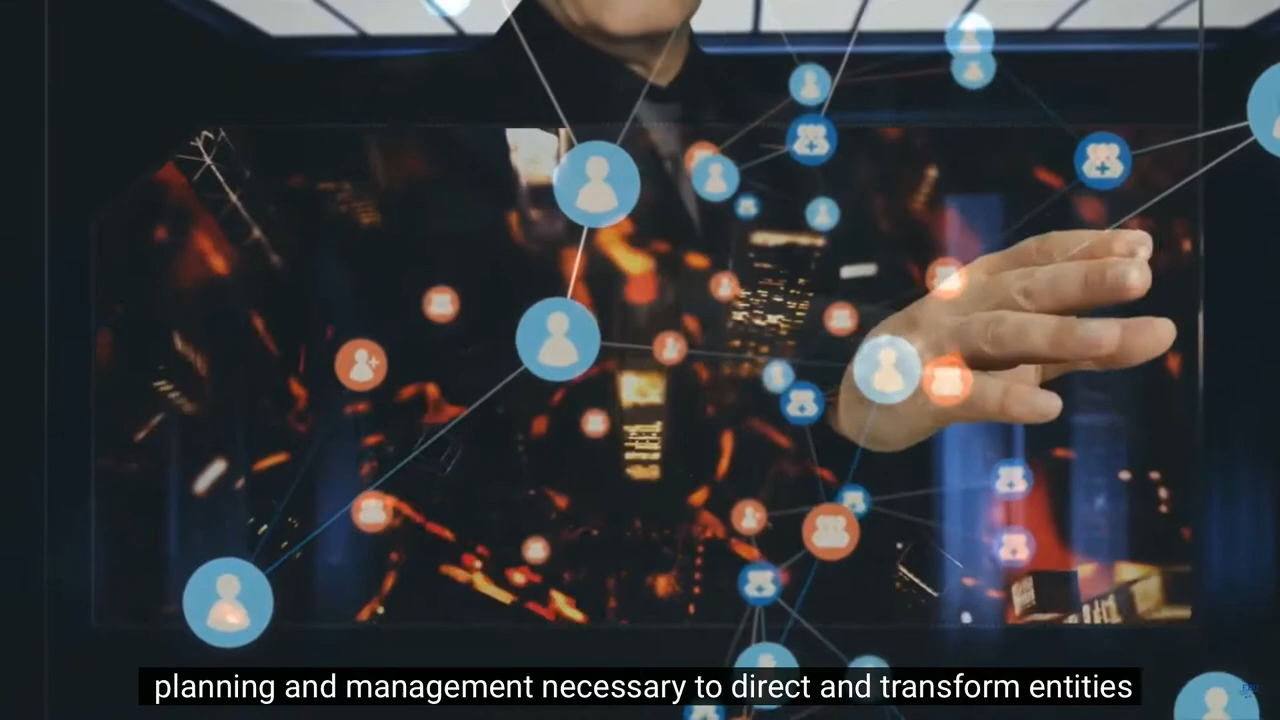 planning and management necessary to direct and transform entities